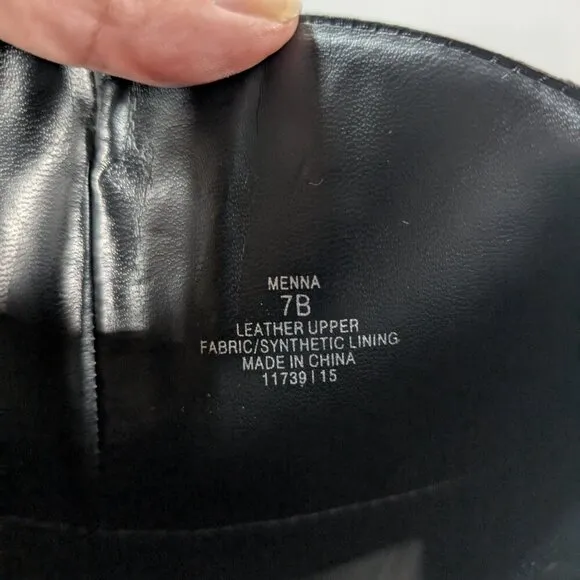 MENNA
7B
LEATHER UPPER
FABRIC/SYNTHETIC LINING
MADE IN CHINA
11739 | 15